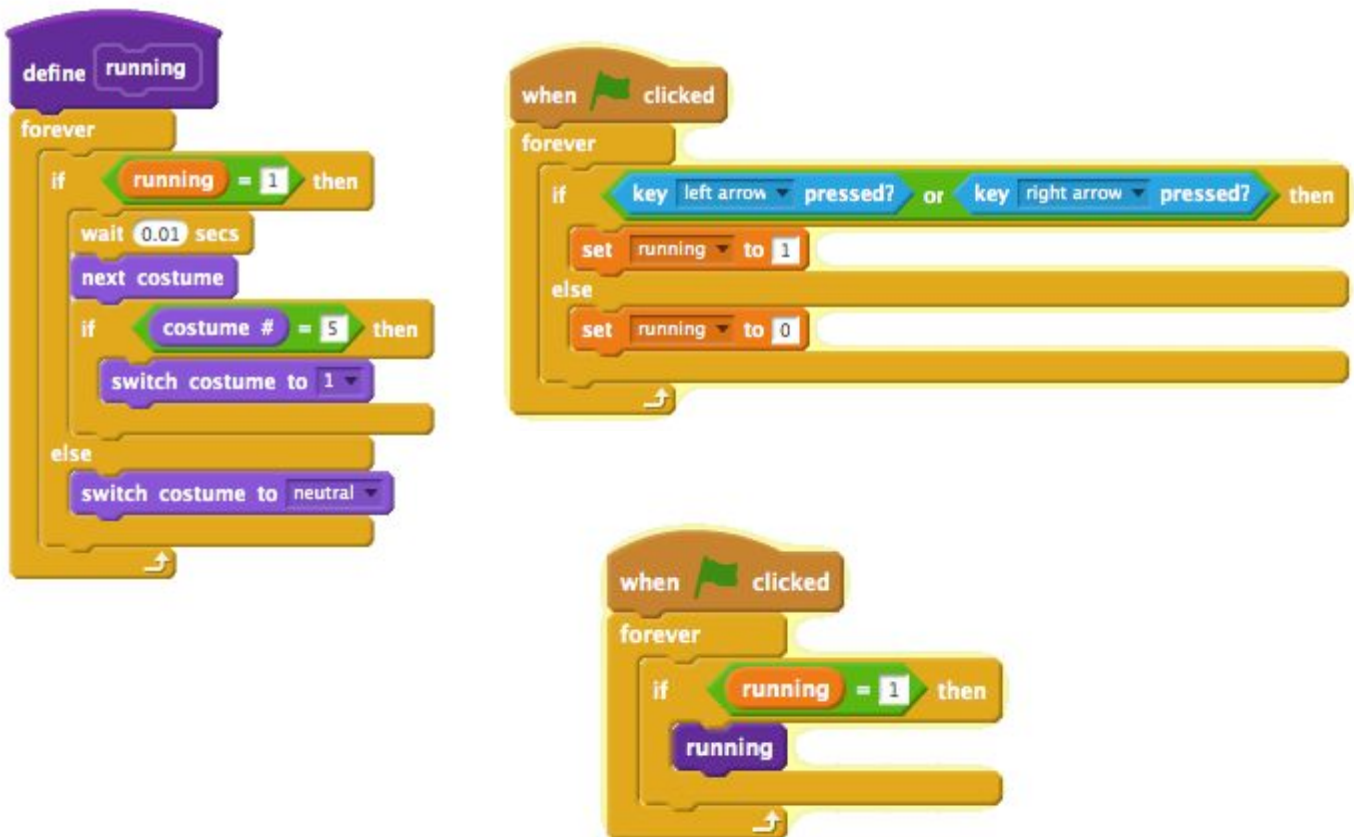 define running
forever
if running = 1 then
wait 0.01 secs
next costume
if costume # = 5 then
switch costume to 1
else
switch costume to neutral
when clicked
forever
if key left arrow pressed? or key right arrow pressed? then
set running to 1
else
set running to 0
when clicked
forever
if running = 1 then
running